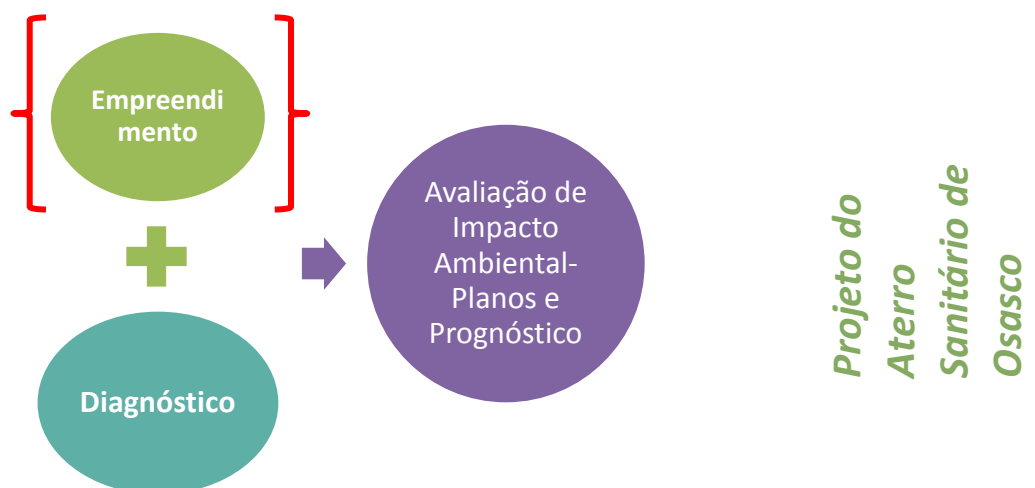 Empreendi
mento
Diagnóstico
Avaliação de
Impacto
Ambiental-
Planos e
Prognóstico
Projeto do
Aterro
Sanitário de
Osasco